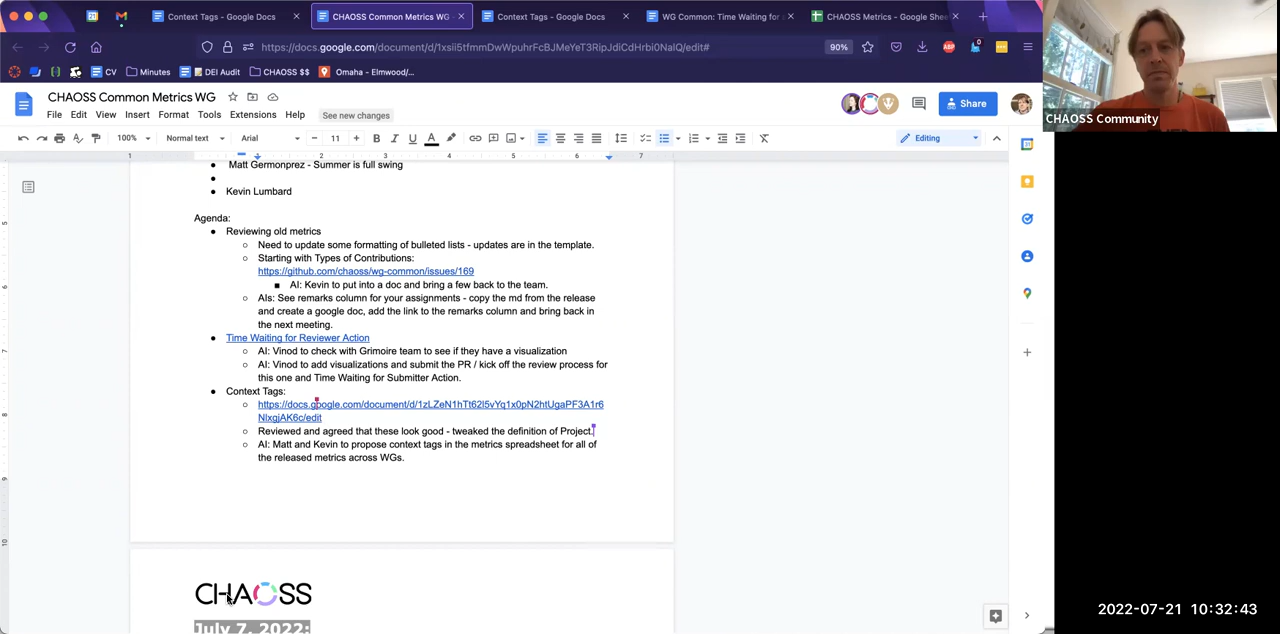 Context Tags - Google Docs
CHAOSS Common Metrics WG
Context Tags - Google Docs
WG Common: Time Waiting for
CHAOSS Metrics - Google Shee
https://docs.google.com/document/d/1xsii5tfmmDwWpuhrFcBJMeYeT3RipJdiCdHrbi0NalQ/edit#
90%
ABP
0
CV
Minutes
DEI Audit
CHAOSS $$
Omaha - Elmwood/...
CHAOSS Common Metrics WG
File Edit View Insert Format Tools Extensions Help
See new changes
Share
100%
Normal text
Arial
11
Editing
1 2 3 4 5 6 7
Matt Germonprez - Summer is full swing
Kevin Lumbard
Agenda:
Reviewing old metrics
Need to update some formatting of bulleted lists - updates are in the template.
Starting with Types of Contributions:
https://github.com/chaoss/wg-common/issues/169
AI: Kevin to put into a doc and bring a few back to the team.
AIs: See remarks column for your assignments - copy the md from the release
and create a google doc, add the link to the remarks column and bring back in
the next meeting.
Time Waiting for Reviewer Action
AI: Vinod to check with Grimoire team to see if they have a visualization
AI: Vinod to add visualizations and submit the PR / kick off the review process for
this one and Time Waiting for Submitter Action.
Context Tags:
https://docs.google.com/document/d/1zLZeN1hTt62l5vYq1x0pN2htUgaPF3A1r6
NlxgjAK6c/edit
Reviewed and agreed that these look good - tweaked the definition of Project.
AI: Matt and Kevin to propose context tags in the metrics spreadsheet for all of
the released metrics across WGs.
CHAOSS
July 7, 2022:
CHAOSS Community
2022-07-21 10:32:43